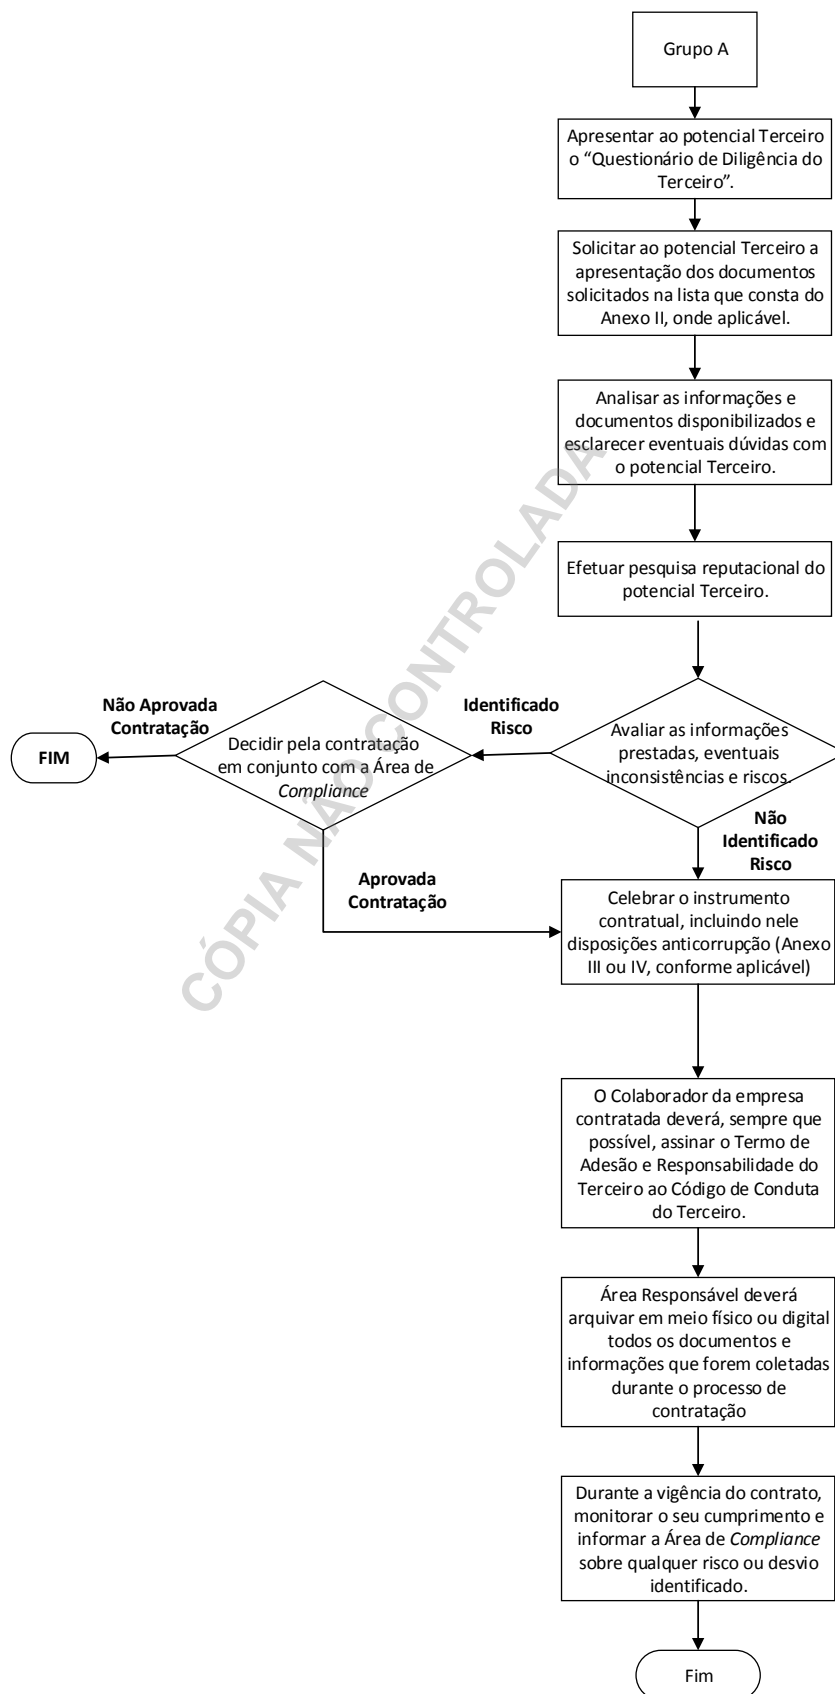 Grupo A
Apresentar ao potencial Terceiro
o “Questionário de Diligência do
Terceiro”.
Solicitar ao potencial Terceiro a
apresentação dos documentos
solicitados na lista que consta do
Anexo II, onde aplicável.
Analisar as informações e
documentos disponibilizados e
esclarecer eventuais dúvidas com
o potencial Terceiro.
Efetuar pesquisa reputacional do
potencial Terceiro.
Avaliar as informações
prestadas, eventuais
inconsistências e riscos.
Identificado
Risco
Decidir pela contratação
em conjunto com a Área de
Compliance
Não Aprovada
Contratação
FIM
Não
Identificado
Risco
Aprovada
Contratação
Celebrar o instrumento
contratual, incluindo nele
disposições anticorrupção (Anexo
III ou IV, conforme aplicável)
O Colaborador da empresa
contratada deverá, sempre que
possível, assinar o Termo de
Adesão e Responsabilidade do
Terceiro ao Código de Conduta
do Terceiro.
Área Responsável deverá
arquivar em meio físico ou digital
todos os documentos e
informações que forem coletadas
durante o processo de
contratação
Durante a vigência do contrato,
monitorar o seu cumprimento e
informar a Área de Compliance
sobre qualquer risco ou desvio
identificado.
Fim
CÓPIA NÃO CONTROLADA